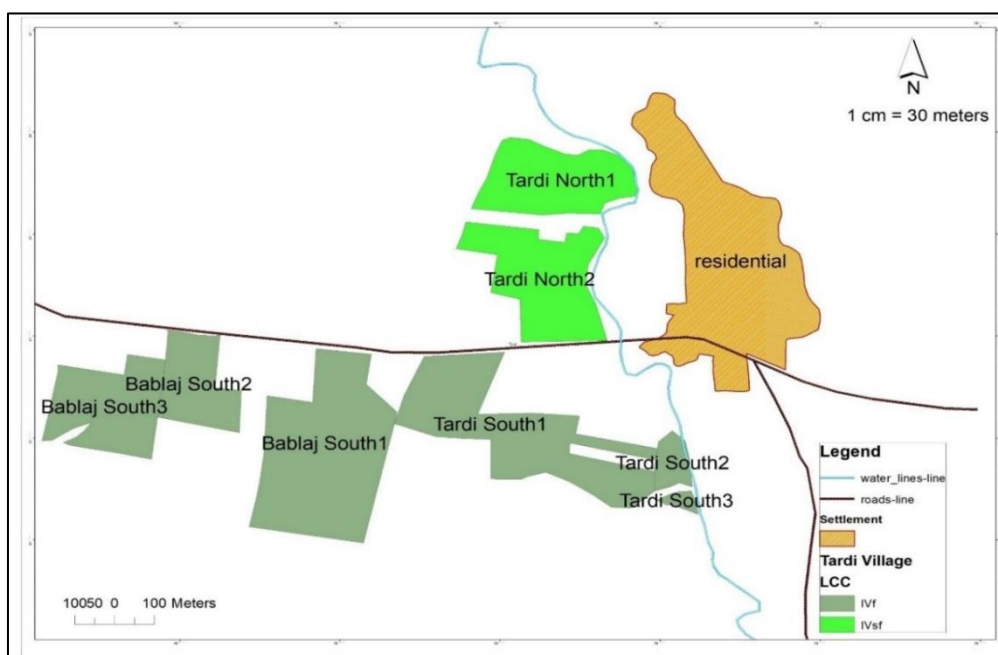 N
1 cm = 30 meters
Tardi North1
residential
Tardi North2
Bablaj South2
Bablaj South3
Tardi South1
Bablaj South1
Tardi South2
Tardi South3
Legend
water_lines-line
roads-line
Settlement
Tardi Village
LCC
IVf
IVsf
10050 0 100 Meters